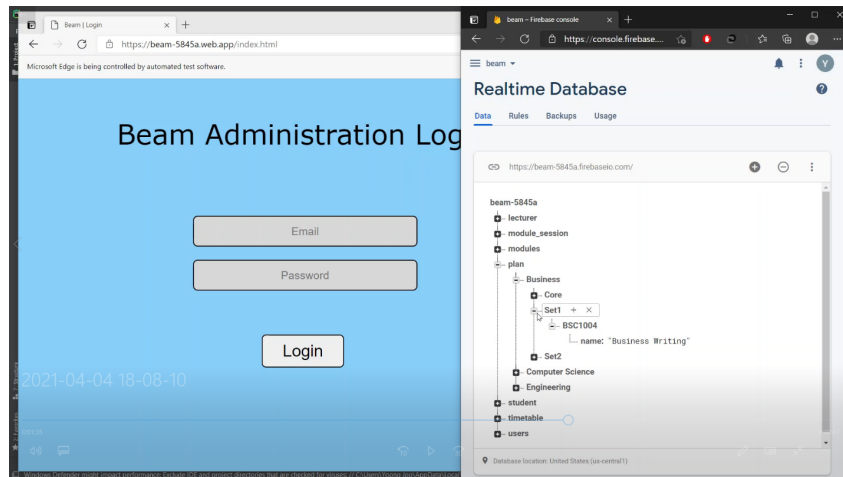 Beam | Login
https://beam-5845a.web.app/index.html
Microsoft Edge is being controlled by automated test software.
Beam Administration Log
Email
Password
Login
2021-04-04 18-08-10
beam – Firebase console
https://console.firebase....
beam
Y
Realtime Database
Data Rules Backups Usage
https://beam-5845a.firebaseio.com/
beam-5845a
lecturer
module_session
modules
plan
Business
Core
Set1
BSC1004
name: "Business Writing"
Set2
Computer Science
Engineering
student
timetable
users
Database location: United States (us-central1)
Windows Defender might impact performance: Exclude IDE and project directories that are checked for viruses: // C:\Users\